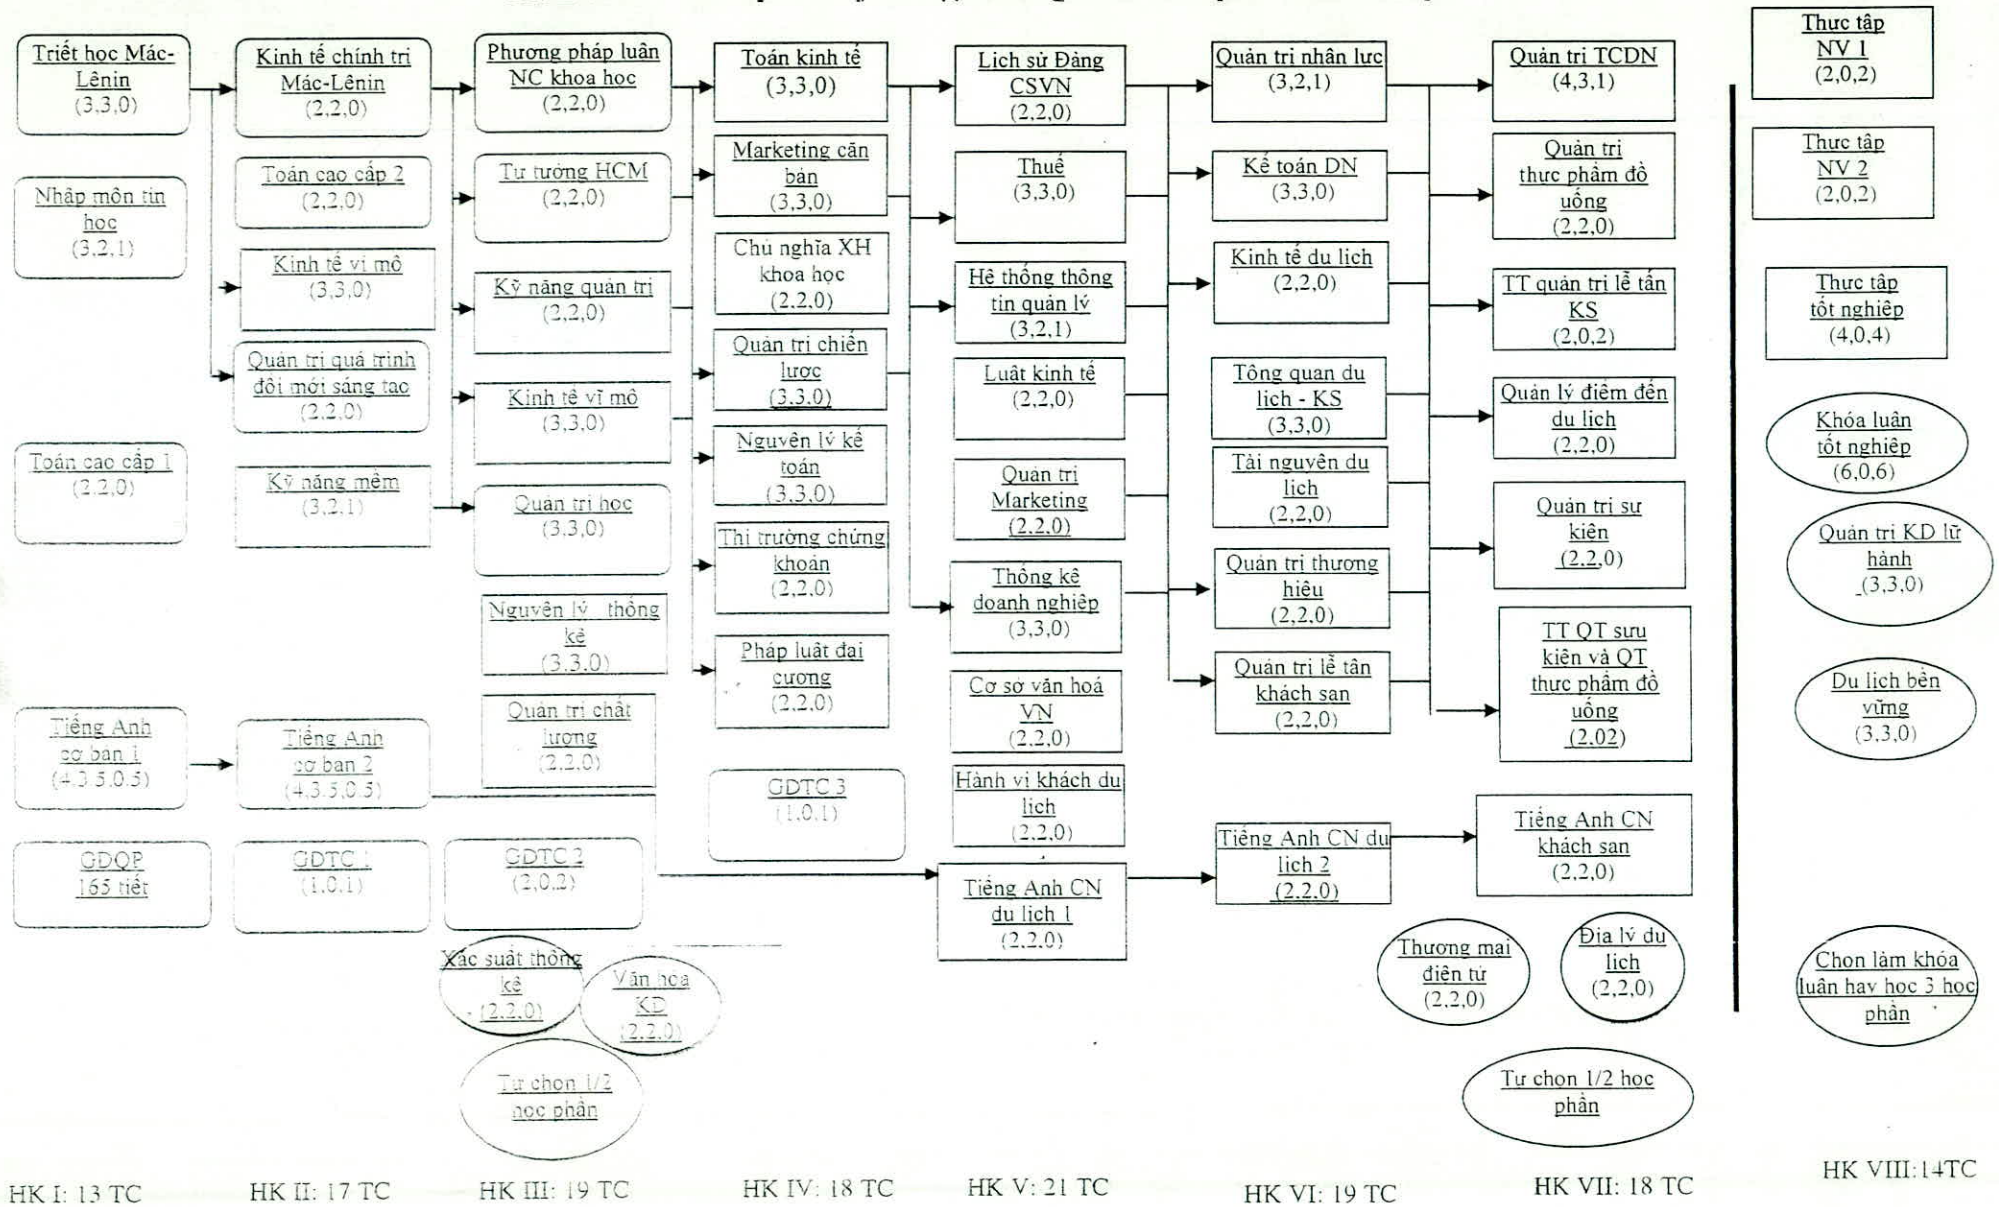 Triết học Mác-
Lênin
(3.3.0)
Nhập môn tin
học
(3.2.1)
Toán cao cấp 1
(2.2.0)
Tiếng Anh
cơ bản 1
(4.3.5.0.5)
GDQP
165 tiết
HK I: 13 TC
Kinh tế chính trị
Mác-Lênin
(2.2.0)
Toán cao cấp 2
(2.2.0)
Kinh tế vi mô
(3.3.0)
Quản trị quá trình
đổi mới sáng tạo
(2.2.0)
Kỹ năng mềm
(3.2.1)
Tiếng Anh
cơ bản 2
(4.3.5.0.5)
GDTC 1
(1.0.1)
HK II: 17 TC
Phương pháp luận
NC khoa học
(2.2.0)
Tư tưởng HCM
(2,2,0)
Kỹ năng quản trị
(2,2,0)
Kinh tế vĩ mô
(3,3,0)
Quản trị học
(3.3.0)
Nguyên lý thống
kê
(3.3.0)
Quản trị chất
lượng
(2.2.0)
GDTC 2
(2,0,2)
Xác suất thống
kê
(2.2.0)
Văn hoa
KD
(2.2.0)
Tự chọn 1/2
học phần
HK III: 19 TC
Toán kinh tế
(3,3,0)
Marketing căn
bản
(3.3.0)
Chủ nghĩa XH
khoa học
(2.2.0)
Quản trị chiến
lược
(3.3.0)
Nguyên lý kế
toán
(3.3.0)
Thị trường chứng
khoán
(2,2,0)
Pháp luật đại
cương
(2.2.0)
GDTC 3
(1.0.1)
HK IV: 18 TC
Lịch sử Đảng
CSVN
(2,2,0)
Thuế
(3,3,0)
Hệ thống thông
tin quản lý
(3,2,1)
Luật kinh tế
(2,2,0)
Quản trị
Marketing
(2.2.0)
Thống kê
doanh nghiệp
(3,3,0)
Cơ sở văn hoá
VN
(2.2.0)
Hành vi khách du
lịch
(2.2,0)
Tiếng Anh CN
du lịch 1
(2.2.0)
HK V: 21 TC
Quản trị nhân lực
(3,2,1)
Kế toán DN
(3.3.0)
Kinh tế du lịch
(2,2,0)
Tổng quan du
lịch - KS
(3,3,0)
Tài nguyên du
lịch
(2,2,0)
Quản trị thương
hiệu
(2.2.0)
Quản trị lễ tân
khách sạn
(2,2,0)
Tiếng Anh CN du
lịch 2
(2.2.0)
HK VI: 19 TC
Quản trị TCDN
(4,3,1)
Quản trị
thực phẩm đồ
uống
(2.2.0)
TT quản trị lễ tân
KS
(2.0.2)
Quản lý điểm đến
du lịch
(2,2,0)
Quản trị sự
kiện
(2.2,0)
TT QT sưu
kiện và QT
thực phẩm đồ
uống
(2.02)
Tiếng Anh CN
khách sạn
(2,2,0)
Thương mại
điện tử
(2,2,0)
Địa lý du
lịch
(2,2,0)
Tự chọn 1/2 học
phần
HK VII: 18 TC
Thực tập
NV 1
(2,0,2)
Thực tập
NV 2
(2,0,2)
Thực tập
tốt nghiệp
(4,0,4)
Khóa luận
tốt nghiệp
(6,0,6)
Quản trị KD lữ
hành
(3,3,0)
Du lịch bền
vững
(3,3,0)
Chọn làm khóa
luận hay học 3 học
phần
HK VIII:14TC